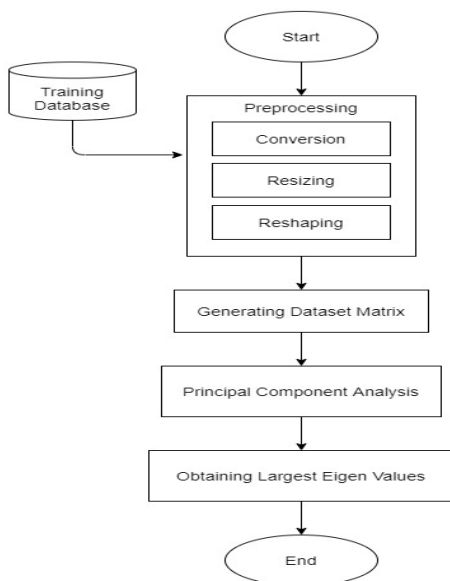 Start
Training
Database
Preprocessing
Conversion
Resizing
Reshaping
Generating Dataset Matrix
Principal Component Analysis
Obtaining Largest Eigen Values
End